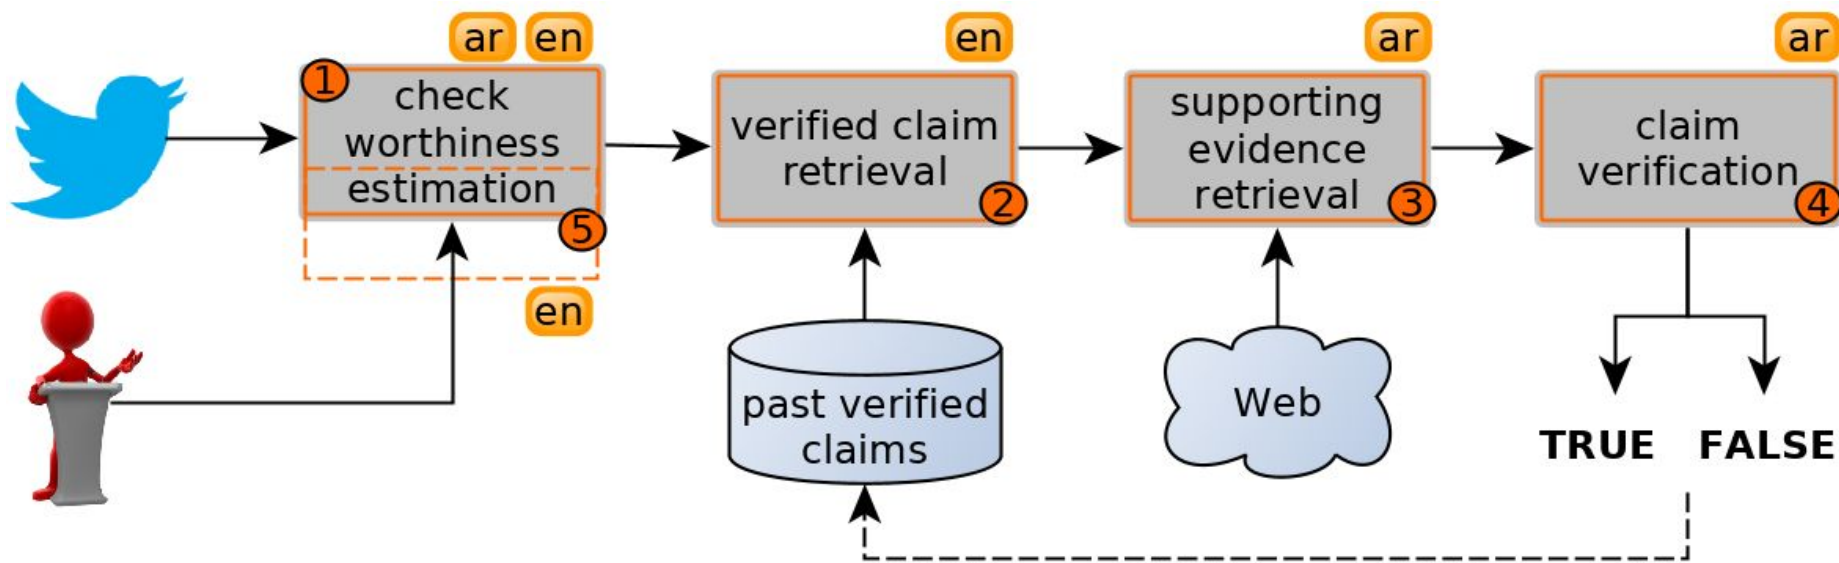 ar en
en
ar
ar
1
check
worthiness
estimation
5
en
verified claim
retrieval
2
supporting
evidence
retrieval
3
claim
verification
4
past verified
claims
Web
TRUE FALSE